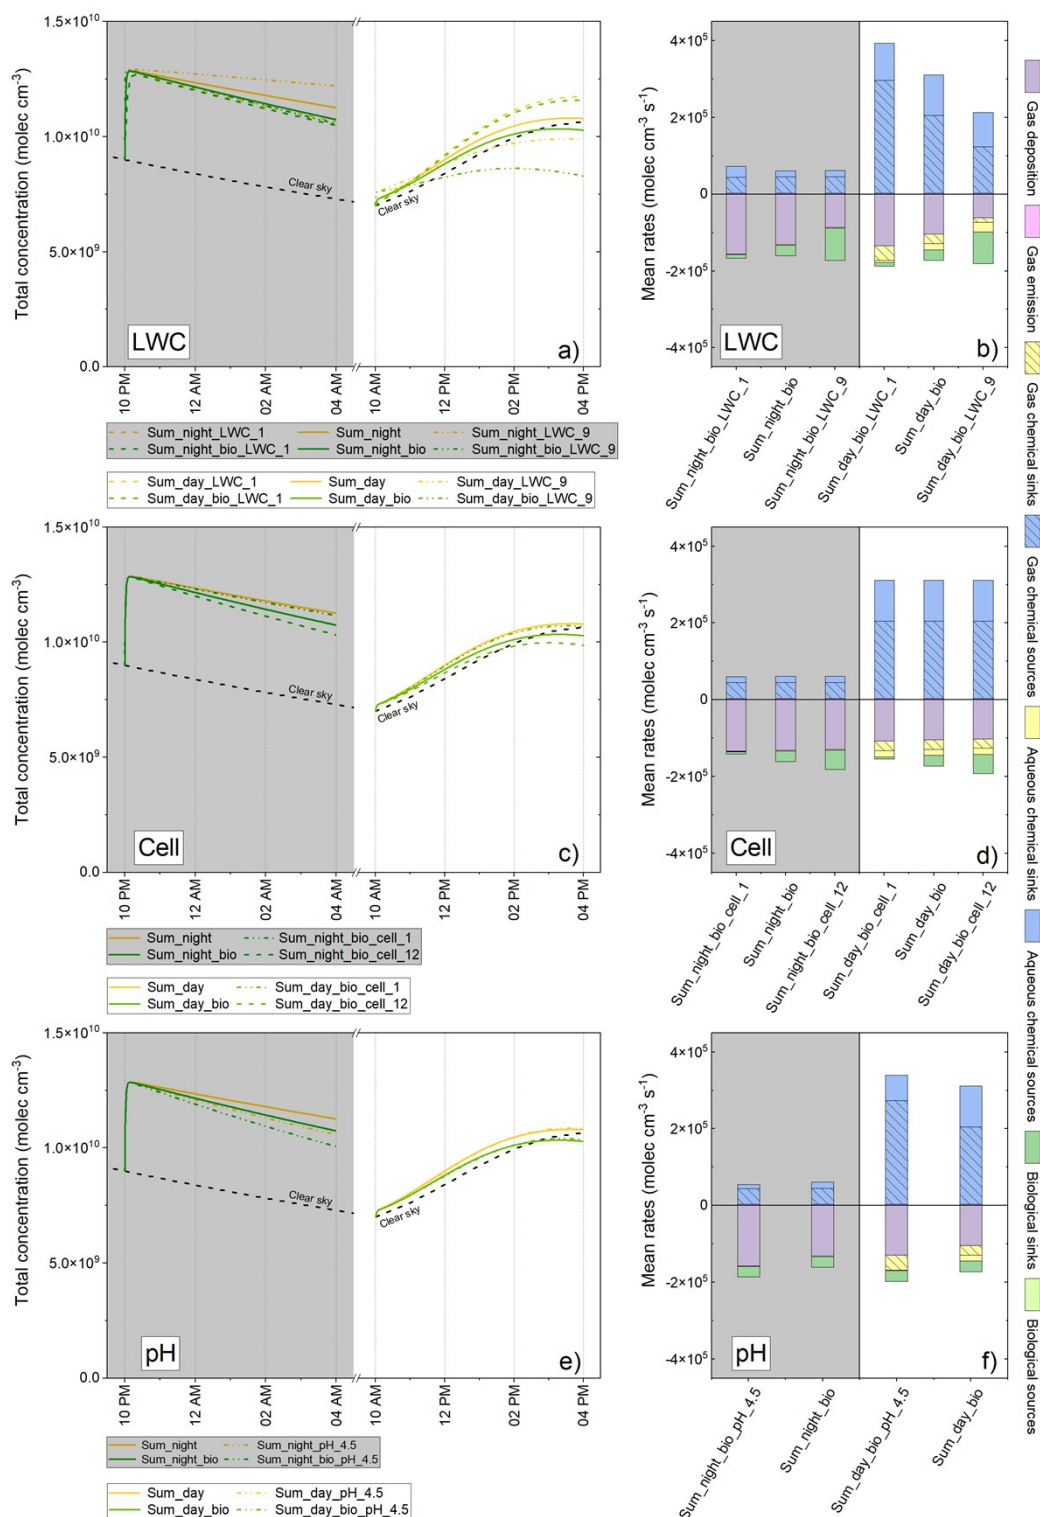 Total concentration (molec cm⁻³)
1.5×10¹⁰
1.0×10¹⁰
5.0×10⁹
0.0
Clear sky
Clear sky
LWC
a)
10 PM
12 AM
02 AM
04 AM
10 AM
12 PM
02 PM
04 PM
Sum_night_LWC_1
Sum_night
Sum_night_LWC_9
Sum_night_bio_LWC_1
Sum_night_bio
Sum_night_bio_LWC_9
Sum_day_LWC_1
Sum_day
Sum_day_LWC_9
Sum_day_bio_LWC_1
Sum_day_bio
Sum_day_bio_LWC_9
Mean rates (molec cm⁻³ s⁻¹)
4×10⁵
2×10⁵
0
-2×10⁵
-4×10⁵
LWC
b)
Sum_night_bio_LWC_1
Sum_night_bio
Sum_night_bio_LWC_9
Sum_day_bio_LWC_1
Sum_day_bio
Sum_day_bio_LWC_9
Total concentration (molec cm⁻³)
1.5×10¹⁰
1.0×10¹⁰
5.0×10⁹
0.0
Clear sky
Clear sky
Cell
c)
10 PM
12 AM
02 AM
04 AM
10 AM
12 PM
02 PM
04 PM
Sum_night
Sum_night_bio_cell_1
Sum_night_bio
Sum_night_bio_cell_12
Sum_day
Sum_day_bio_cell_1
Sum_day_bio
Sum_day_bio_cell_12
Mean rates (molec cm⁻³ s⁻¹)
4×10⁵
2×10⁵
0
-2×10⁵
-4×10⁵
Cell
d)
Sum_night_bio_cell_1
Sum_night_bio
Sum_night_bio_cell_12
Sum_day_bio_cell_1
Sum_day_bio
Sum_day_bio_cell_12
Total concentration (molec cm⁻³)
1.5×10¹⁰
1.0×10¹⁰
5.0×10⁹
0.0
Clear sky
Clear sky
pH
e)
10 PM
12 AM
02 AM
04 AM
10 AM
12 PM
02 PM
04 PM
Sum_night
Sum_night_pH_4.5
Sum_night_bio
Sum_night_bio_pH_4.5
Sum_day
Sum_day_pH_4.5
Sum_day_bio
Sum_day_bio_pH_4.5
Mean rates (molec cm⁻³ s⁻¹)
4×10⁵
2×10⁵
0
-2×10⁵
-4×10⁵
pH
f)
Sum_night_bio_pH_4.5
Sum_night_bio
Sum_day_bio_pH_4.5
Sum_day_bio
Gas deposition
Gas emission
Gas chemical sinks
Gas chemical sources
Aqueous chemical sinks
Aqueous chemical sources
Biological sinks
Biological sources